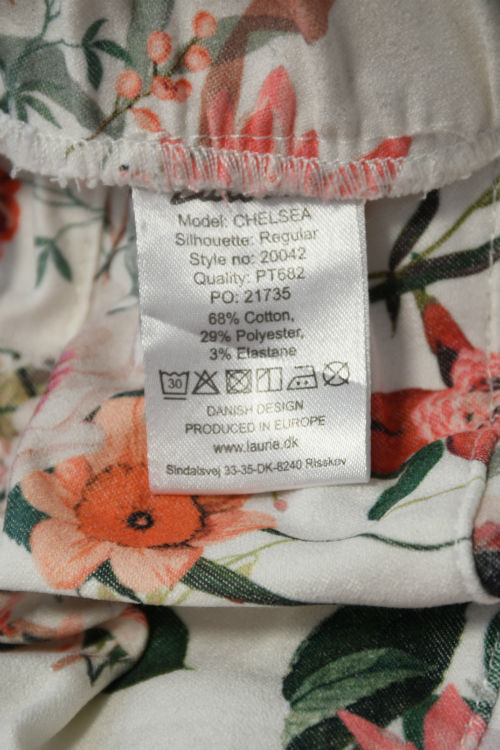 Model: CHELSEA
Silhouette: Regular
Style no: 20042
Quality: PT682
PO: 21735
68% Cotton,
29% Polyester,
3% Elastane
30
DANISH DESIGN
PRODUCED IN EUROPE
www.laurie.dk
Sindalsvej 33-35-DK-8240 Risskov